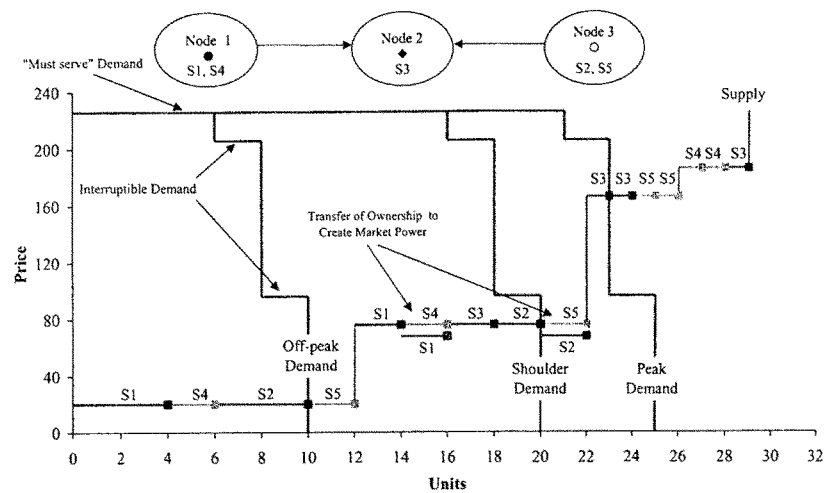 Node 1
S1, S4
Node 2
S3
Node 3
S2, S5
"Must serve" Demand
Supply
240
200
160
120
80
40
0
Price
Interruptible Demand
Transfer of Ownership to
Create Market Power
S4 S4 S3
S3 S3 S5 S5
S1 S4 S3 S2 S5
S1 S2
S1 S4 S2 S5
Off-peak
Demand
Shoulder
Demand
Peak
Demand
0 2 4 6 8 10 12 14 16 18 20 22 24 26 28 30 32
Units